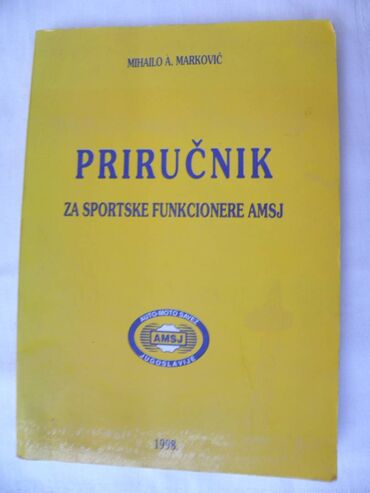 MIHAILO A. MARKOVIĆ
PRIRUČNIK
ZA SPORTSKE FUNKCIONERE AMSJ
AUTO-MOTO SAVEZ
AMSJ
JUGOSLAVIJE
1998.